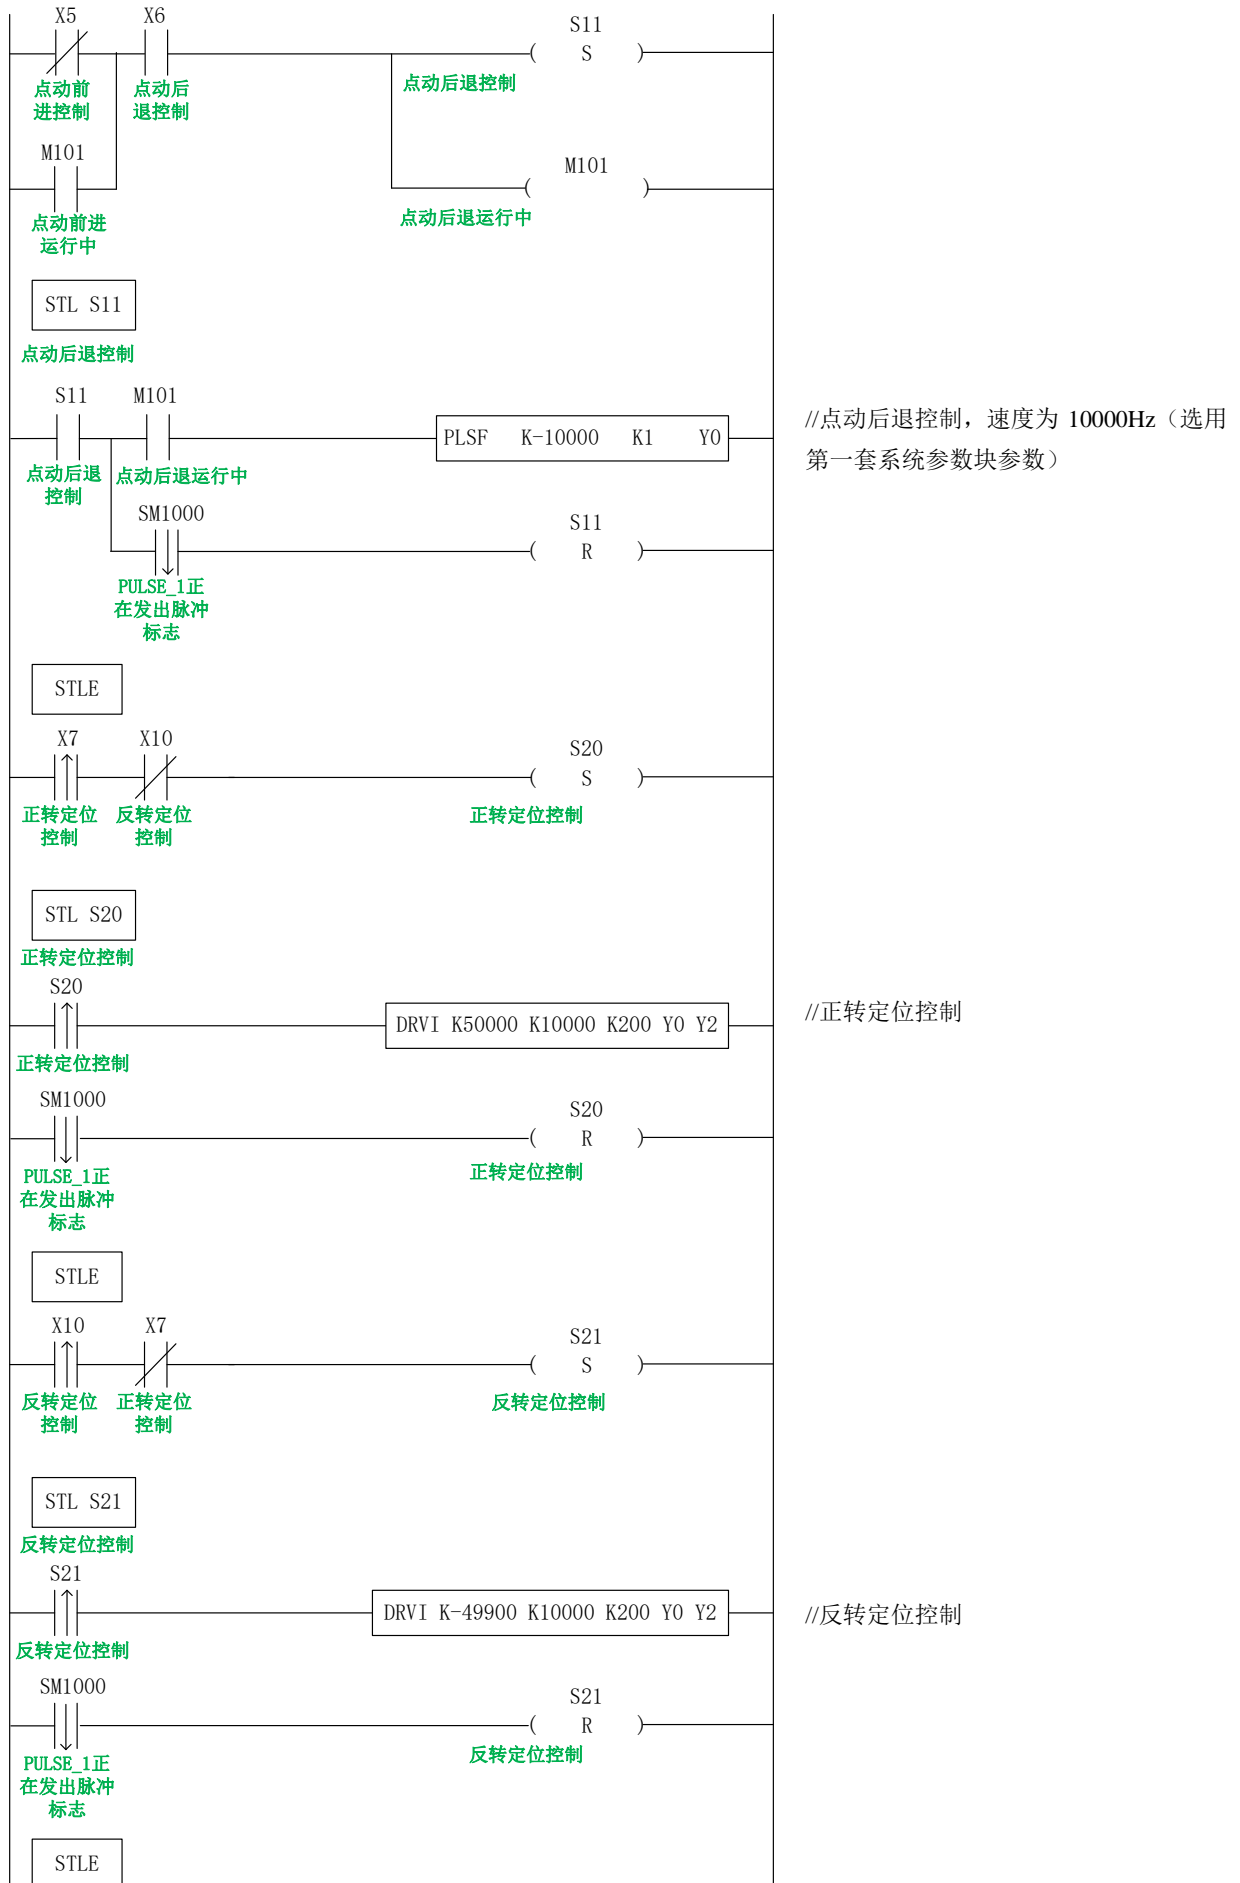 X5 X6 S11
( S )
点动前 点动后 点动后退控制
进控制 退控制
M101 M101
( )
点动前进 点动后退运行中
运行中
STL S11
点动后退控制
S11 M101
PLSF K-10000 K1 Y0
//点动后退控制，速度为 10000Hz（选用
第一套系统参数块参数）
点动后退 点动后退运行中
控制
SM1000 S11
( R )
PULSE_1正
在发出脉冲
标志
STLE
X7 X10 S20
( S )
正转定位 反转定位 正转定位控制
控制 控制
STL S20
正转定位控制
S20
DRVI K50000 K10000 K200 Y0 Y2 //正转定位控制
正转定位控制
SM1000 S20
( R )
PULSE_1正 正转定位控制
在发出脉冲
标志
STLE
X10 X7 S21
( S )
反转定位 正转定位 反转定位控制
控制 控制
STL S21
反转定位控制
S21
DRVI K-49900 K10000 K200 Y0 Y2 //反转定位控制
反转定位控制
SM1000 S21
( R )
PULSE_1正 反转定位控制
在发出脉冲
标志
STLE